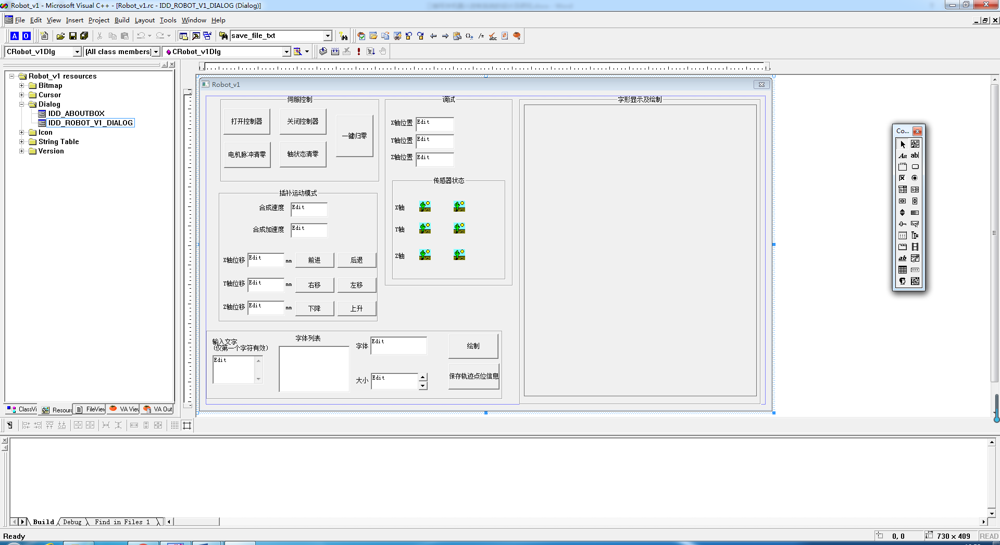 Robot_v1 - Microsoft Visual C++ - [Robot_v1.rc - IDD_ROBOT_V1_DIALOG (Dialog)]
File Edit View Insert Project Build Layout Tools Window Help
A O save_file_txt
CRobot_v1Dlg [All class members] CRobot_v1Dlg
Robot_v1 resources
Bitmap
Cursor
Dialog
IDD_ABOUTBOX
IDD_ROBOT_V1_DIALOG
Icon
String Table
Version
ClassVi Resourc FileView VA View VA Out
Robot_v1
伺服控制
打开控制器 关闭控制器
一键归零
电机脉冲清零 轴状态清零
插补运动模式
合成速度 Edit
合成加速度 Edit
X轴位移 Edit mm 前进 后退
Y轴位移 Edit mm 右移 左移
Z轴位移 Edit mm 下降 上升
调试
X轴位置 Edit
Y轴位置 Edit
Z轴位置 Edit
传感器状态
X轴
Y轴
Z轴
字形显示及绘制
输入文字
(仅第一个字符有效)
Edit
字体列表
字体 Edit
大小 Edit
绘制
保存轨迹点位信息
Co...
Aa ab|
ab
Build Debug Find in Files 1
Ready 0, 0 730 x 409 READ